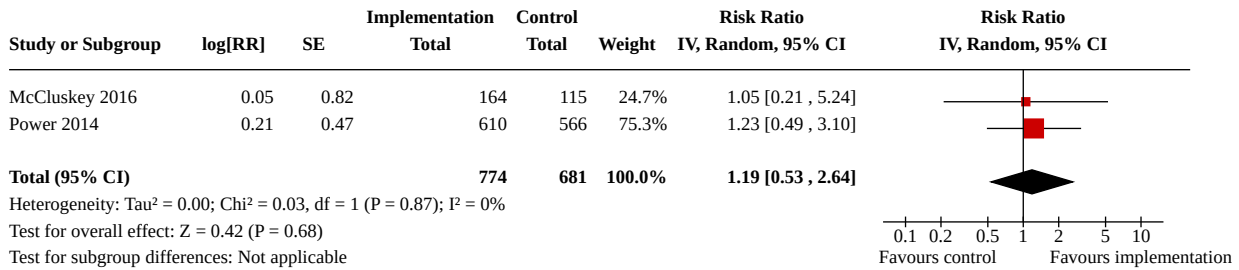 Implementation Control Risk Ratio Risk Ratio
Study or Subgroup log[RR] SE Total Total Weight IV, Random, 95% CI IV, Random, 95% CI
McCluskey 2016 0.05 0.82 164 115 24.7% 1.05 [0.21 , 5.24]
Power 2014 0.21 0.47 610 566 75.3% 1.23 [0.49 , 3.10]
Total (95% CI) 774 681 100.0% 1.19 [0.53 , 2.64]
Heterogeneity: Tau² = 0.00; Chi² = 0.03, df = 1 (P = 0.87); I² = 0%
Test for overall effect: Z = 0.42 (P = 0.68) 0.1 0.2 0.5 1 2 5 10
Test for subgroup differences: Not applicable Favours control Favours implementation